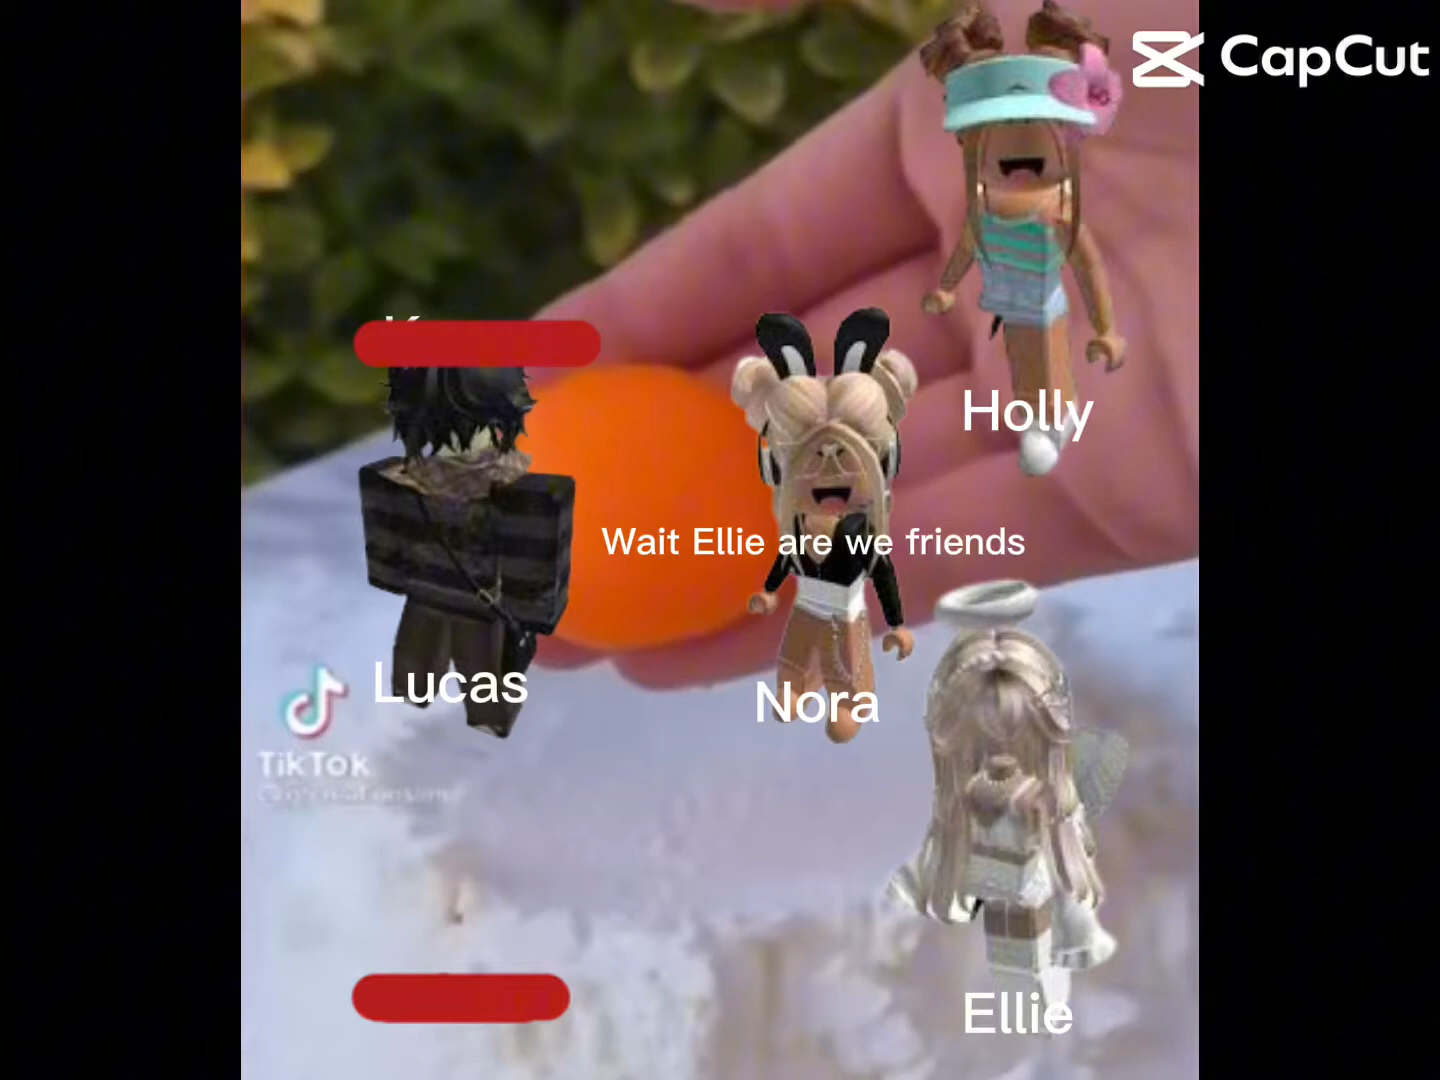 CapCut
Holly
Wait Ellie are we friends
Lucas
Nora
TikTok
Ellie